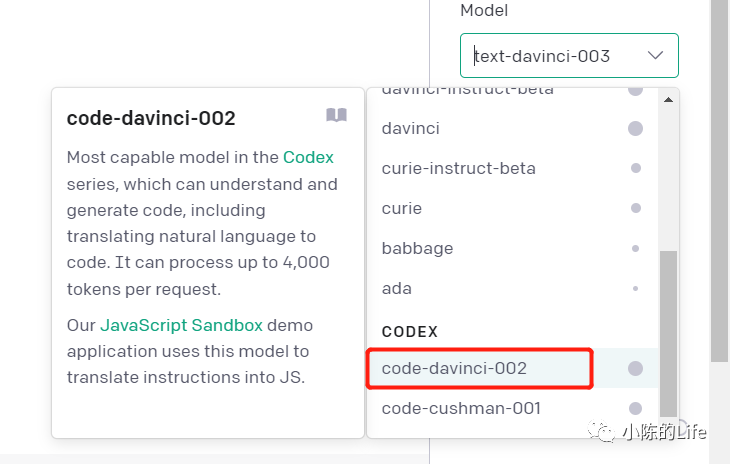 Model
text-davinci-003
code-davinci-002
Most capable model in the Codex
series, which can understand and
generate code, including
translating natural language to
code. It can process up to 4,000
tokens per request.
Our JavaScript Sandbox demo
application uses this model to
translate instructions into JS.
davinci-instruct-beta
davinci
curie-instruct-beta
curie
babbage
ada
CODEX
code-davinci-002
code-cushman-001
小陈的Life